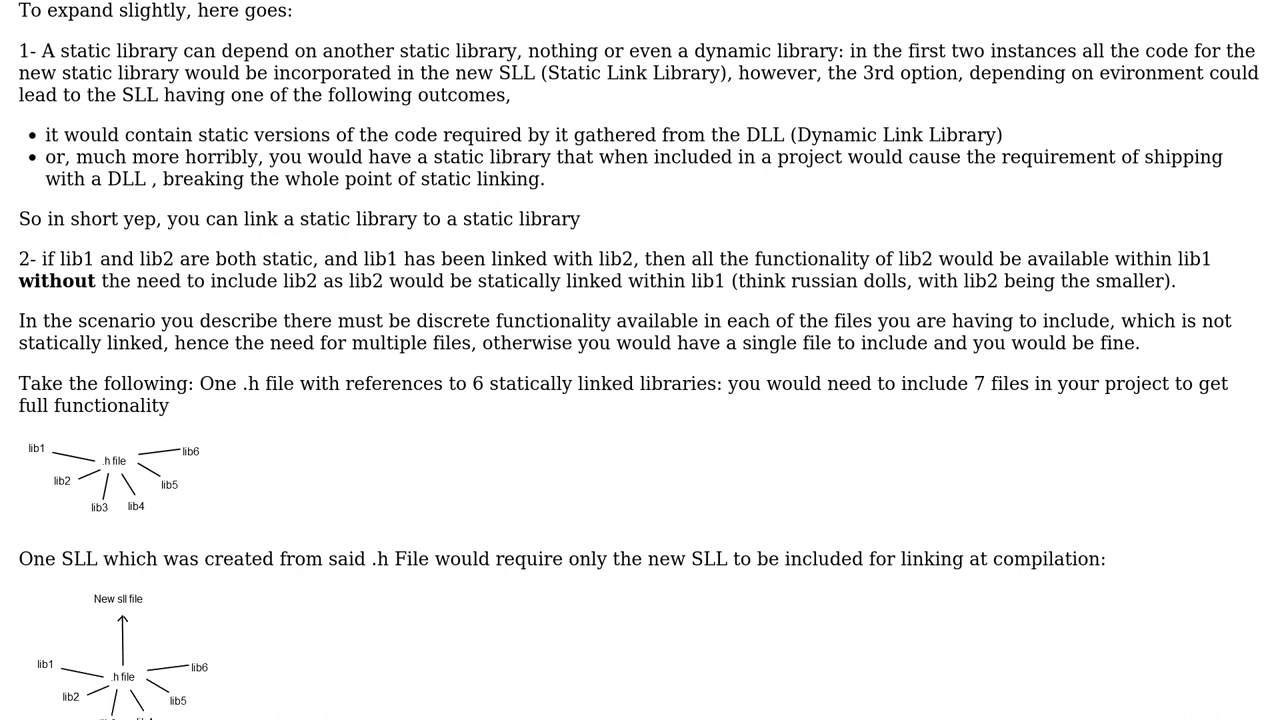 To expand slightly, here goes:
1- A static library can depend on another static library, nothing or even a dynamic library: in the first two instances all the code for the
new static library would be incorporated in the new SLL (Static Link Library), however, the 3rd option, depending on evironment could
lead to the SLL having one of the following outcomes,
• it would contain static versions of the code required by it gathered from the DLL (Dynamic Link Library)
• or, much more horribly, you would have a static library that when included in a project would cause the requirement of shipping
with a DLL , breaking the whole point of static linking.
So in short yep, you can link a static library to a static library
2- if lib1 and lib2 are both static, and lib1 has been linked with lib2, then all the functionality of lib2 would be available within lib1
without the need to include lib2 as lib2 would be statically linked within lib1 (think russian dolls, with lib2 being the smaller).
In the scenario you describe there must be discrete functionality available in each of the files you are having to include, which is not
statically linked, hence the need for multiple files, otherwise you would have a single file to include and you would be fine.
Take the following: One .h file with references to 6 statically linked libraries: you would need to include 7 files in your project to get
full functionality
lib1
lib6
.h file
lib2
lib5
lib3
lib4
One SLL which was created from said .h File would require only the new SLL to be included for linking at compilation:
New sll file
lib1
lib6
.h file
lib2
lib5